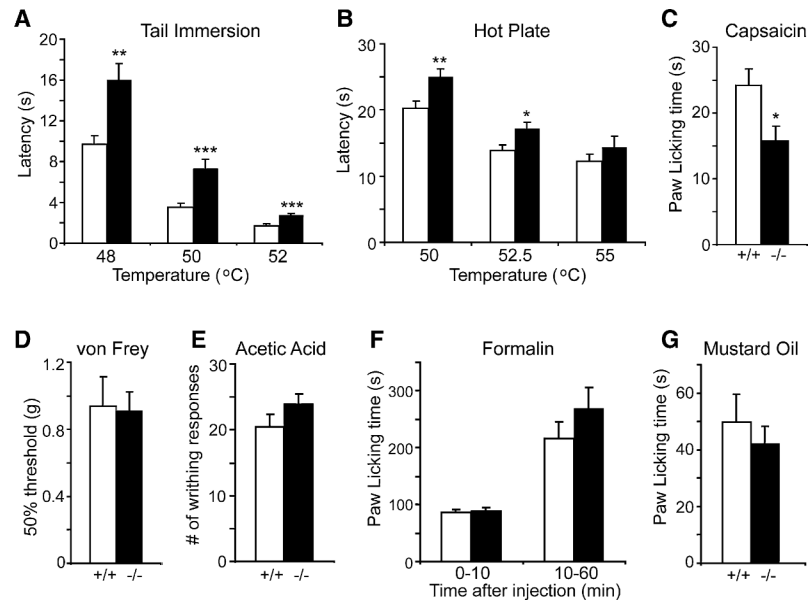 A Tail Immersion
20
16
12
8
4
0
Latency (s)
**
***
***
48 50 52
Temperature (°C)
B Hot Plate
30
20
10
0
Latency (s)
**
*
50 52.5 55
Temperature (°C)
C Capsaicin
30
20
10
0
Paw Licking time (s)
*
+/+ -/-
D von Frey
1.2
0.8
0.4
0
50% threshold (g)
+/+ -/-
E Acetic Acid
30
20
10
0
# of writhing responses
+/+ -/-
F Formalin
300
200
100
0
Paw Licking time (s)
0-10 10-60
Time after injection (min)
G Mustard Oil
60
40
20
0
Paw Licking time (s)
+/+ -/-